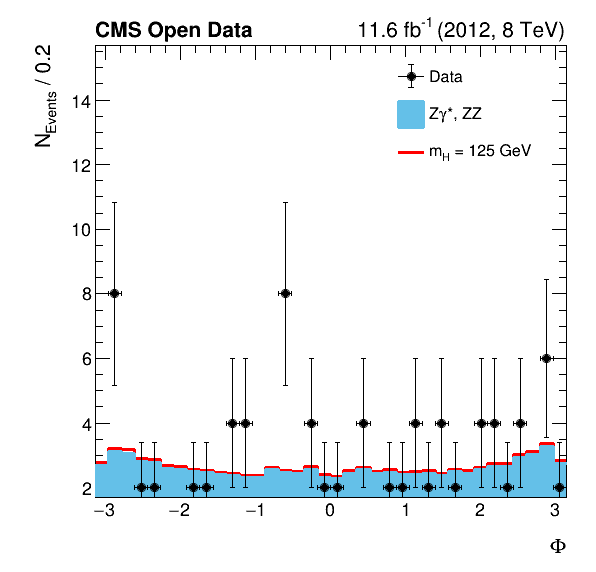 CMS Open Data
11.6 fb⁻¹ (2012, 8 TeV)
N_Events / 0.2
Data
Zγ*, ZZ
m_H = 125 GeV
14
12
10
8
6
4
2
−3 −2 −1 0 1 2 3
Φ